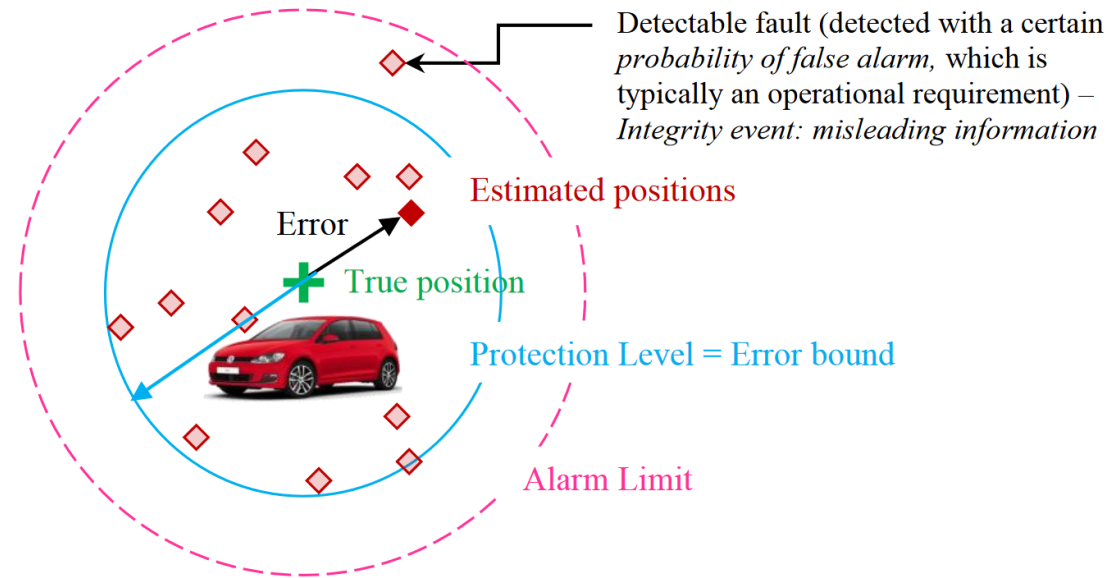 Detectable fault (detected with a certain
probability of false alarm, which is
typically an operational requirement) –
Integrity event: misleading information
Estimated positions
Error
True position
Protection Level = Error bound
Alarm Limit